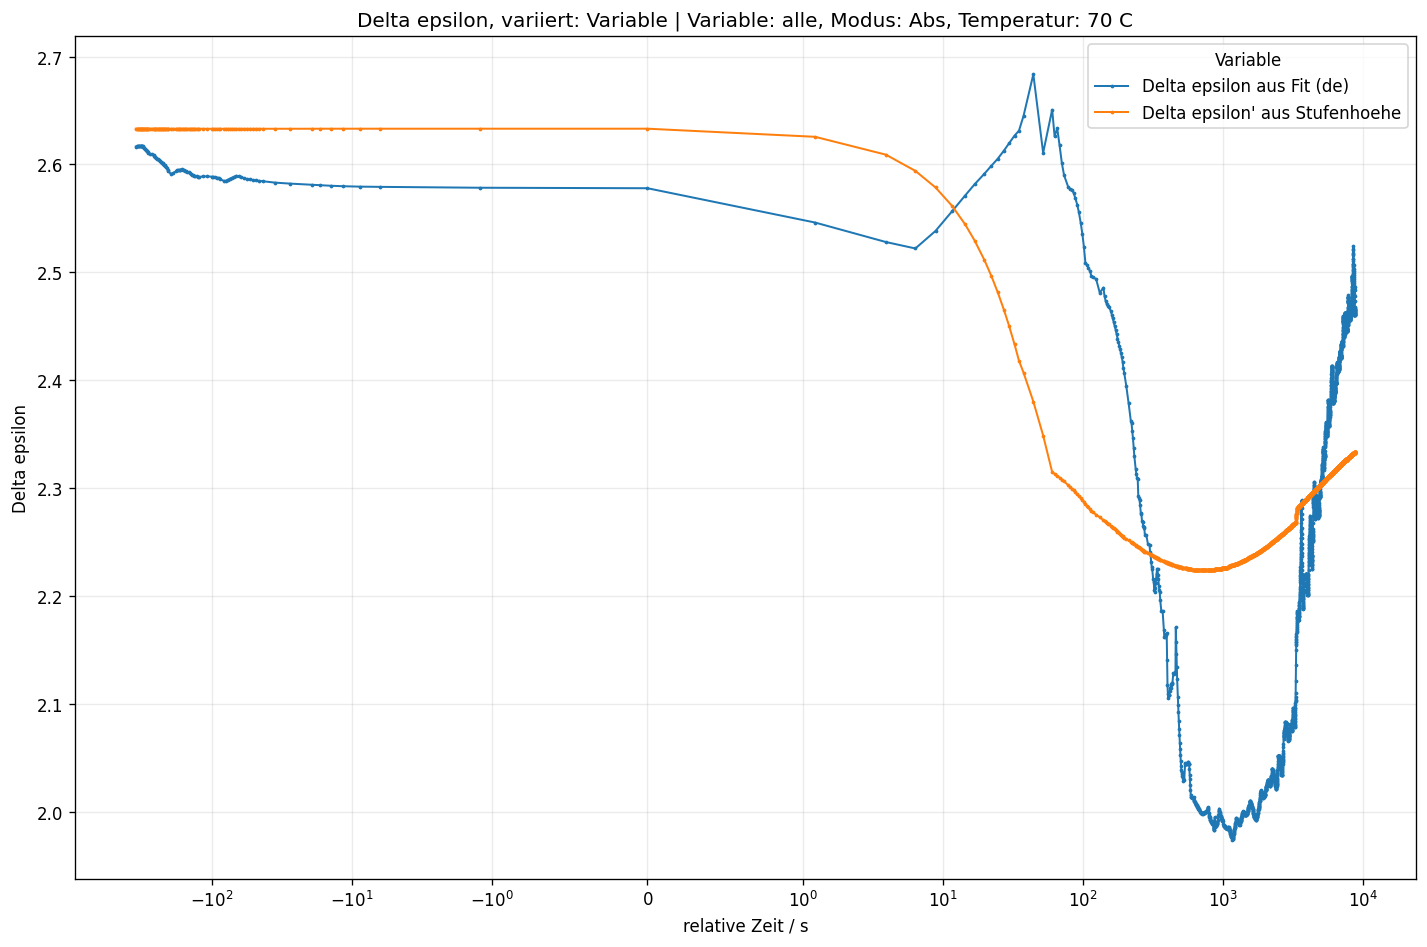 Delta epsilon, variiert: Variable | Variable: alle, Modus: Abs, Temperatur: 70 C
Variable
Delta epsilon aus Fit (de)
Delta epsilon' aus Stufenhoehe
Delta epsilon
2.7
2.6
2.5
2.4
2.3
2.2
2.1
2.0
−10² −10¹ −10⁰ 0 10⁰ 10¹ 10² 10³ 10⁴
relative Zeit / s